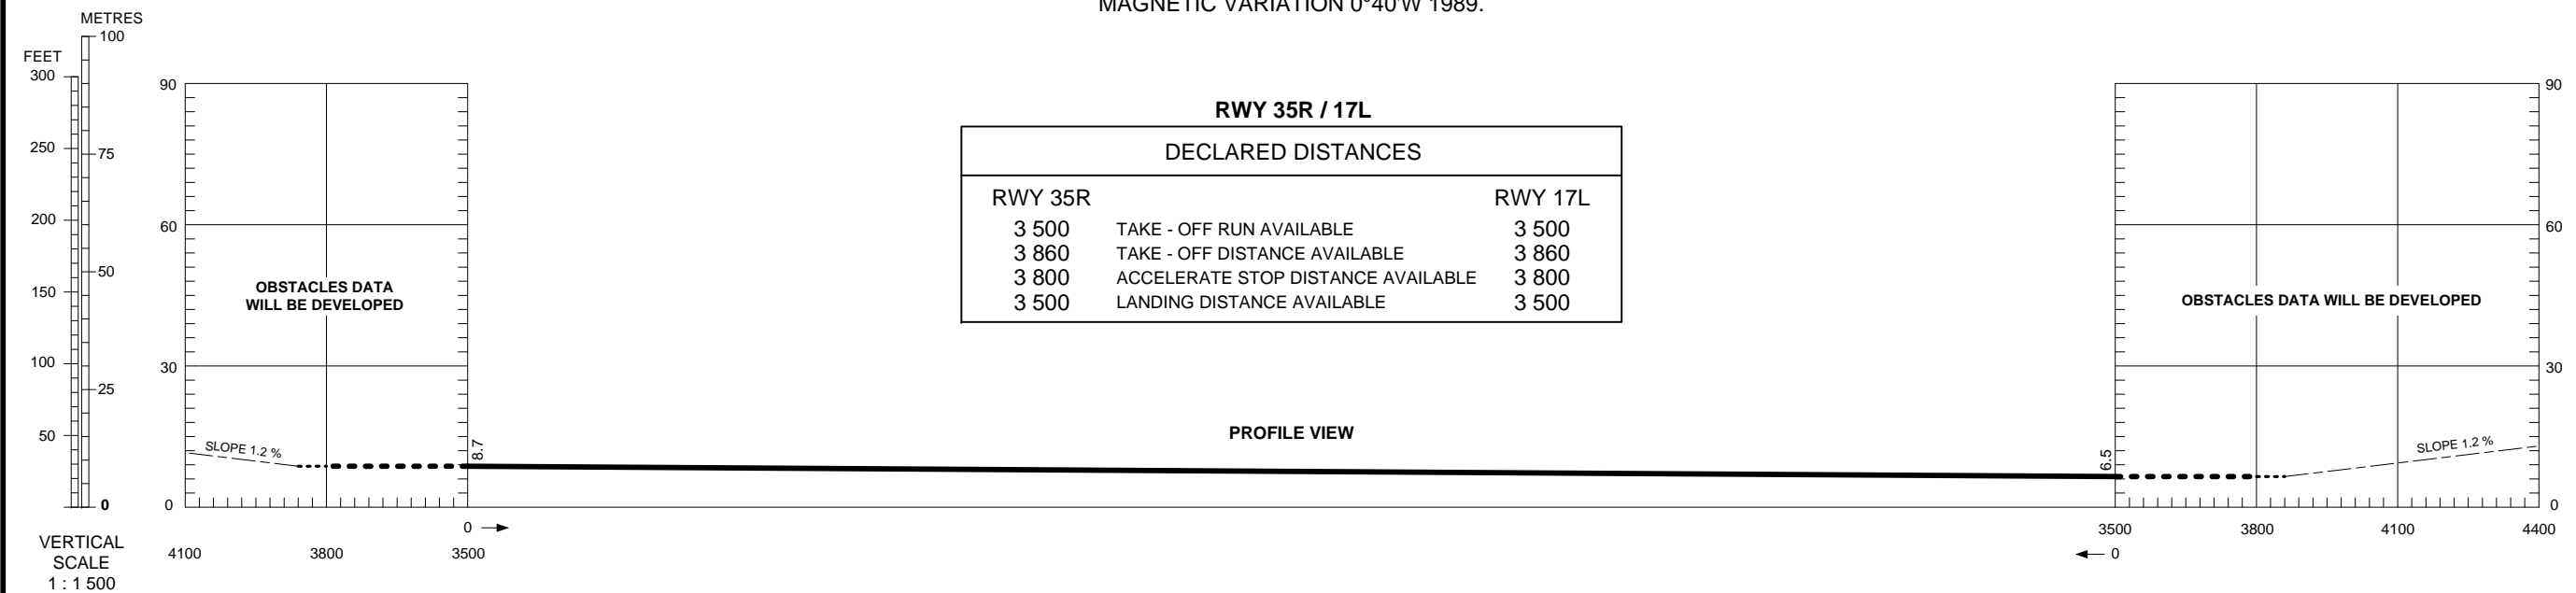 MAGNETIC VARIATION 0°40'W 1989.
METRES
100
75
50
25
0
FEET
300
250
200
150
100
50
VERTICAL
SCALE
1 : 1 500
90
60
30
0
OBSTACLES DATA
WILL BE DEVELOPED
SLOPE 1.2 %
8.7
0
4100 3800 3500
RWY 35R / 17L
DECLARED DISTANCES
RWY 35R RWY 17L
3 500 TAKE - OFF RUN AVAILABLE 3 500
3 860 TAKE - OFF DISTANCE AVAILABLE 3 860
3 800 ACCELERATE STOP DISTANCE AVAILABLE 3 800
3 500 LANDING DISTANCE AVAILABLE 3 500
PROFILE VIEW
90
60
30
0
OBSTACLES DATA WILL BE DEVELOPED
SLOPE 1.2 %
6.5
3500 3800 4100 4400
0